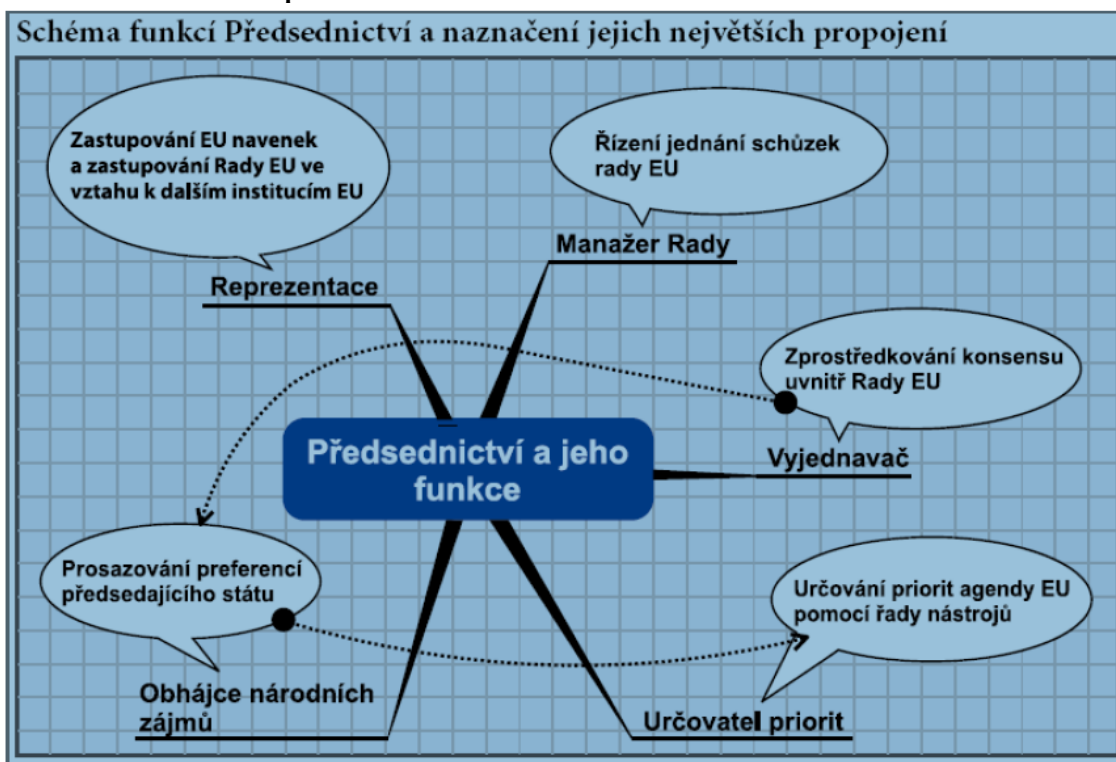 Schéma funkcí Předsednictví a naznačení jejich největších propojení
Zastupování EU navenek
a zastupování Rady EU ve
vztahu k dalším institucím EU
Reprezentace
Řízení jednání schůzek
rady EU
Manažer Rady
Zprostředkování konsensu
uvnitř Rady EU
Vyjednavač
Předsednictví a jeho
funkce
Prosazování preferencí
předsedajícího státu
Obhájce národních
zájmů
Určování priorit agendy EU
pomocí řady nástrojů
Určovatel priorit